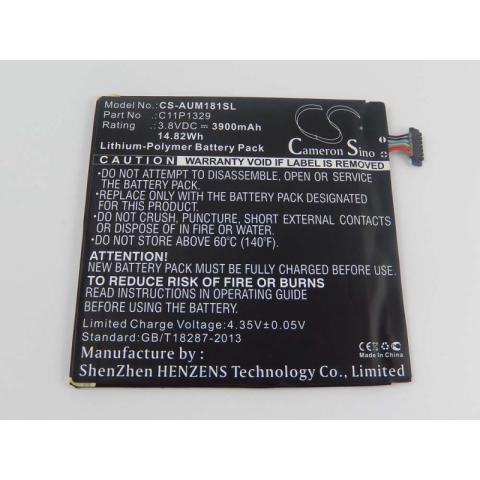 Model No.: CS-AUM181SL
Part No : C11P1329
Rating : 3.8VDC ⎓ 3900mAh
14.82Wh
Lithium-Polymer Battery Pack
CS
Cameron Sino
CAUTION WARRANTY VOID IF LABEL IS REMOVED
•DO NOT ATTEMPT TO DISASSEMBLE, OPEN OR SERVICE
THE BATTERY PACK
•REPLACE ONLY WITH THE BATTERY PACK DESIGNATED
FOR THIS PRODUCT
•DO NOT CRUSH, PUNCTURE, SHORT EXTERNAL CONTACTS
OR DISPOSE OF IN FIRE OR WATER
•DO NOT STORE ABOVE 60°C (140°F)
ATTENTION!
NEW BATTERY PACK MUST BE FULLY CHARGED BEFORE USE
TO REDUCE RISK OF FIRE OR BURNS
READ USER INSTRUCTIONS SUPPLIED BEFORE
USING THE BATTERY.
Limited Charge Voltage: 4.35V±0.05V
Standard:GB/T18287-2013
Manufacturer:
ShenZhen HENZENS Technology Co., Limited
Made in China